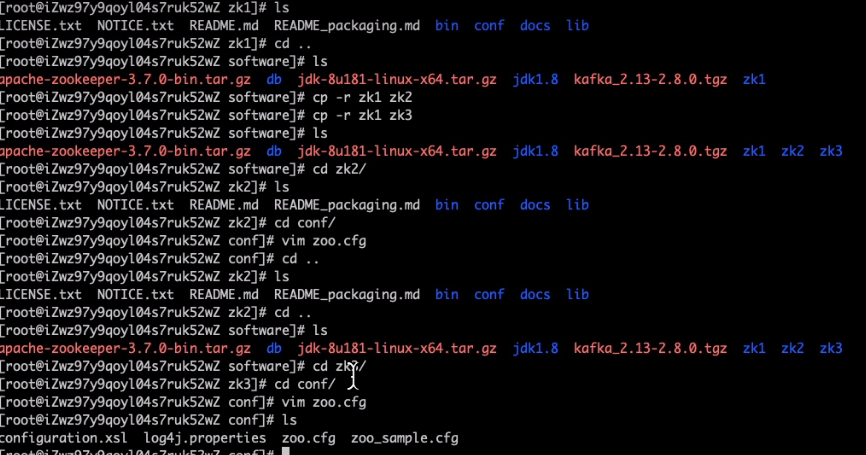 [root@iZwz97y9qoyl04s7ruk52wZ zk1]# ls
LICENSE.txt NOTICE.txt README.md README_packaging.md bin conf docs lib
[root@iZwz97y9qoyl04s7ruk52wZ zk1]# cd ..
[root@iZwz97y9qoyl04s7ruk52wZ software]# ls
apache-zookeeper-3.7.0-bin.tar.gz db jdk-8u181-linux-x64.tar.gz jdk1.8 kafka_2.13-2.8.0.tgz zk1
[root@iZwz97y9qoyl04s7ruk52wZ software]# cp -r zk1 zk2
[root@iZwz97y9qoyl04s7ruk52wZ software]# cp -r zk1 zk3
[root@iZwz97y9qoyl04s7ruk52wZ software]# ls
apache-zookeeper-3.7.0-bin.tar.gz db jdk-8u181-linux-x64.tar.gz jdk1.8 kafka_2.13-2.8.0.tgz zk1 zk2 zk3
[root@iZwz97y9qoyl04s7ruk52wZ software]# cd zk2/
[root@iZwz97y9qoyl04s7ruk52wZ zk2]# ls
LICENSE.txt NOTICE.txt README.md README_packaging.md bin conf docs lib
[root@iZwz97y9qoyl04s7ruk52wZ zk2]# cd conf/
[root@iZwz97y9qoyl04s7ruk52wZ conf]# vim zoo.cfg
[root@iZwz97y9qoyl04s7ruk52wZ conf]# cd ..
[root@iZwz97y9qoyl04s7ruk52wZ zk2]# ls
LICENSE.txt NOTICE.txt README.md README_packaging.md bin conf docs lib
[root@iZwz97y9qoyl04s7ruk52wZ zk2]# cd ..
[root@iZwz97y9qoyl04s7ruk52wZ software]# ls
apache-zookeeper-3.7.0-bin.tar.gz db jdk-8u181-linux-x64.tar.gz jdk1.8 kafka_2.13-2.8.0.tgz zk1 zk2 zk3
[root@iZwz97y9qoyl04s7ruk52wZ software]# cd zk3/
[root@iZwz97y9qoyl04s7ruk52wZ zk3]# cd conf/
[root@iZwz97y9qoyl04s7ruk52wZ conf]# vim zoo.cfg
[root@iZwz97y9qoyl04s7ruk52wZ conf]# ls
configuration.xsl log4j.properties zoo.cfg zoo_sample.cfg
[root@iZwz97y9qoyl04s7ruk52wZ conf]#